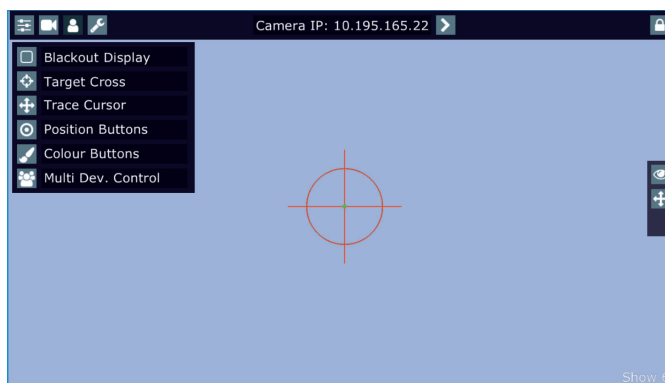 Camera IP: 10.195.165.22
Blackout Display
Target Cross
Trace Cursor
Position Buttons
Colour Buttons
Multi Dev. Control
Show